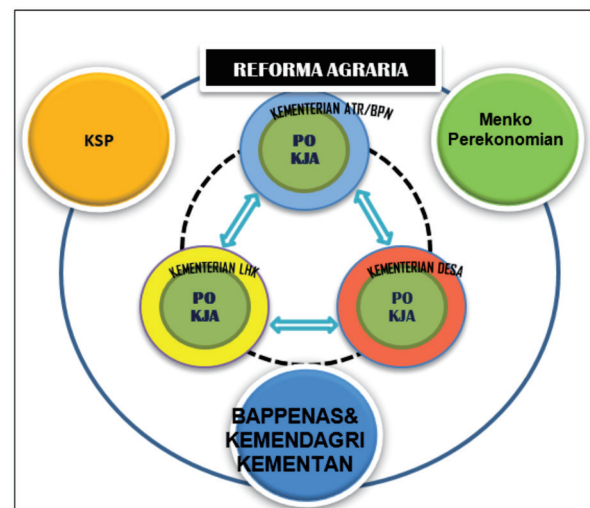 REFORMA AGRARIA
KSP
Menko
Perekonomian
KEMENTERIAN ATR/BPN
PO
KJA
KEMENTERIAN LHK
PO
KJA
KEMENTERIAN DESA
PO
KJA
BAPPENAS&
KEMENDAGRI
KEMENTAN